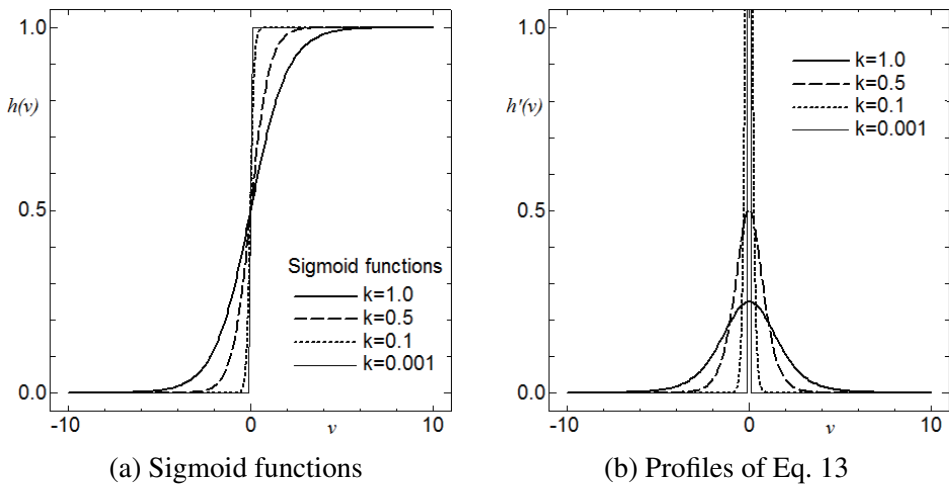 1.0
h(v)
0.5
0.0
Sigmoid functions
k=1.0
k=0.5
k=0.1
k=0.001
-10
0
v
10
(a) Sigmoid functions
1.0
h'(v)
0.5
0.0
k=1.0
k=0.5
k=0.1
k=0.001
-10
0
v
10
(b) Profiles of Eq. 13